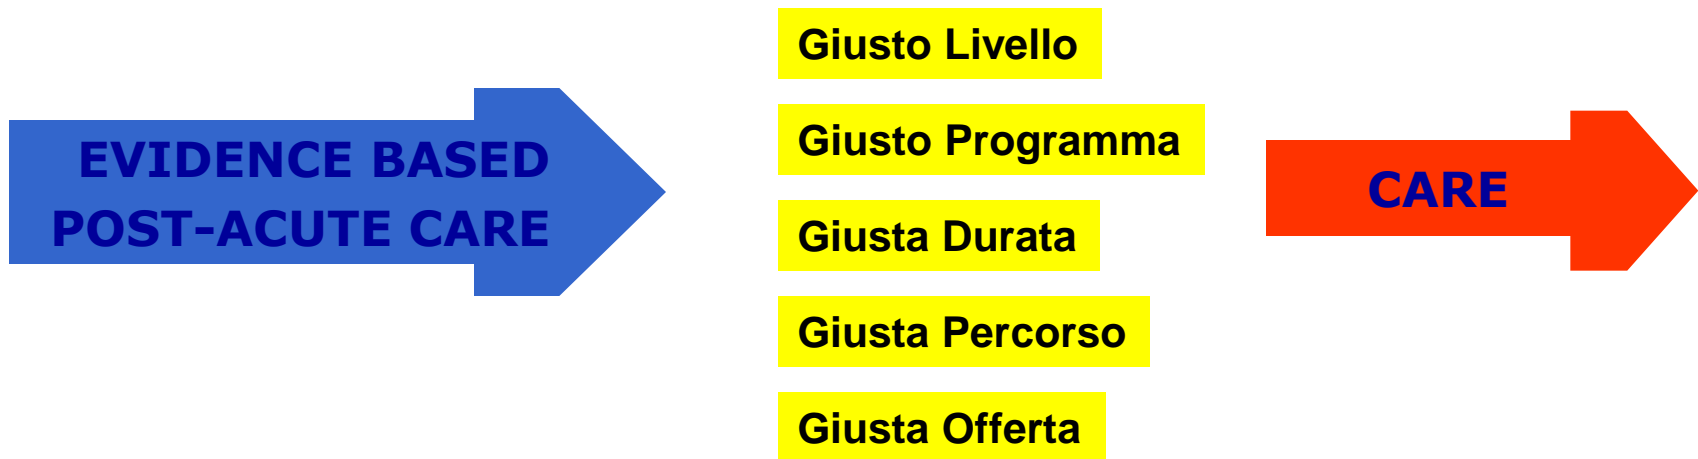 EVIDENCE BASED
POST-ACUTE CARE
Giusto Livello
Giusto Programma
Giusta Durata
Giusta Percorso
Giusta Offerta
CARE